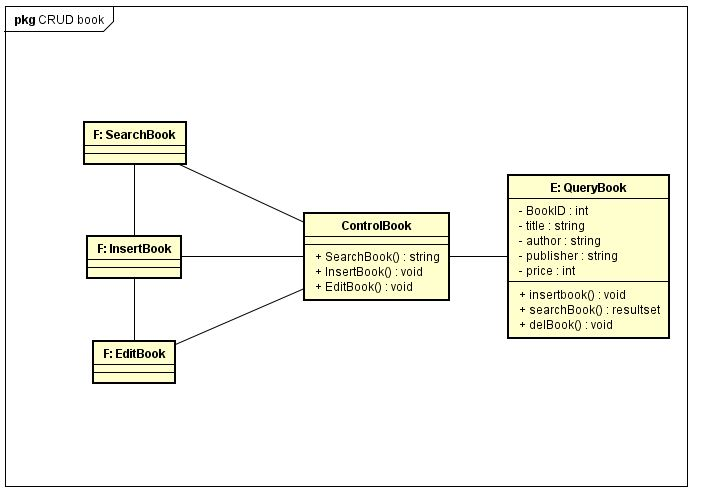 pkg CRUD book
F: SearchBook
F: InsertBook
F: EditBook
ControlBook
+ SearchBook() : string
+ InsertBook() : void
+ EditBook() : void
E: QueryBook
- BookID : int
- title : string
- author : string
- publisher : string
- price : int
+ insertbook() : void
+ searchBook() : resultset
+ delBook() : void